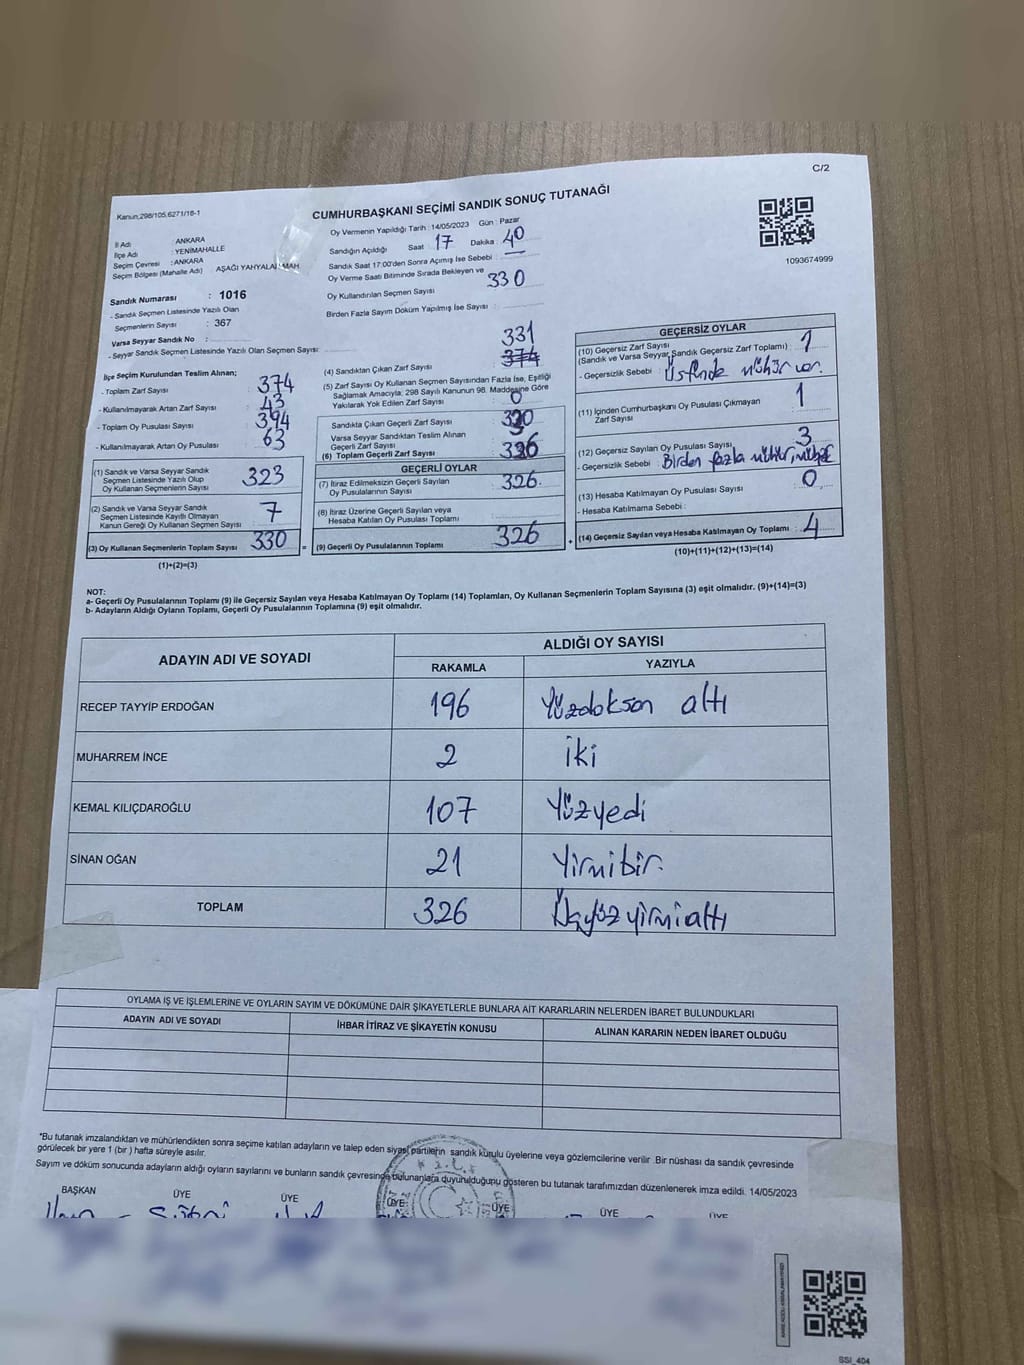 C/2
Kanun,298/105,6271/16-1
CUMHURBAŞKANI SEÇİMİ SANDIK SONUÇ TUTANAĞI
1093674999
İl Adı : ANKARA
İlçe Adı : YENİMAHALLE
Seçim Çevresi : ANKARA
Seçim Bölgesi (Mahalle Adı) : AŞAĞI YAHYALAR MAH
Sandık Numarası : 1016
- Sandık Seçmen Listesinde Yazılı Olan
Seçmenlerin Sayısı : 367
Varsa Seyyar Sandık No :
- Seyyar Sandık Seçmen Listesinde Yazılı Olan Seçmen Sayısı:
İlçe Seçim Kurulundan Teslim Alınan;
- Toplam Zarf Sayısı 374
- Kullanılmayarak Artan Zarf Sayısı 43
- Toplam Oy Pusulası Sayısı 394
- Kullanılmayarak Artan Oy Pusulası 63
(1) Sandık ve Varsa Seyyar Sandık
Seçmen Listesinde Yazılı Olup
Oy Kullanan Seçmenlerin Sayısı 323
(2) Sandık ve Varsa Seyyar Sandık
Seçmen Listesinde Kayıtlı Olmayan
Kanun Gereği Oy Kullanan Seçmen Sayısı 7
(3) Oy Kullanan Seçmenlerin Toplam Sayısı 330 =
(1)+(2)=(3)
Oy Vermenin Yapıldığı Tarih : 14/05/2023 Gün : Pazar
Sandığın Açıldığı Saat 17 Dakika : 40
Sandık Saat 17:00'den Sonra Açılmış İse Sebebi :
Oy Verme Saati Bitiminde Sırada Bekleyen ve
Oy Kullandırılan Seçmen Sayısı 330
Birden Fazla Sayım Döküm Yapılmış İse Sayısı :
331
(4) Sandıktan Çıkan Zarf Sayısı 374
(5) Zarf Sayısı Oy Kullanan Seçmen Sayısından Fazla İse, Eşitliği
Sağlamak Amacıyla; 298 Sayılı Kanunun 98. Maddesine Göre
Yakılarak Yok Edilen Zarf Sayısı 0
Sandıkta Çıkan Geçerli Zarf Sayısı
Varsa Seyyar Sandıktan Teslim Alınan
Geçerli Zarf Sayısı
(6) Toplam Geçerli Zarf Sayısı
GEÇERLİ OYLAR
(7) İtiraz Edilmeksizin Geçerli Sayılan
Oy Pusulalarının Sayısı 326
(8) İtiraz Üzerine Geçerli Sayılan veya
Hesaba Katılan Oy Pusulası Toplamı
(9) Geçerli Oy Pusulalarının Toplamı 326 +
GEÇERSİZ OYLAR
(10) Geçersiz Zarf Sayısı
(Sandık ve Varsa Seyyar Sandık Geçersiz Zarf Toplamı) : 1
- Geçersizlik Sebebi : Üstünde mühür var.
(11) İçinden Cumhurbaşkanı Oy Pusulası Çıkmayan
Zarf Sayısı 1
(12) Geçersiz Sayılan Oy Pusulası Sayısı 3
- Geçersizlik Sebebi Birden fazla mühür,
(13) Hesaba Katılmayan Oy Pusulası Sayısı 0
- Hesaba Katılmama Sebebi :
(14) Geçersiz Sayılan veya Hesaba Katılmayan Oy Toplamı : 4
(10)+(11)+(12)+(13)=(14)
NOT:
a- Geçerli Oy Pusulalarının Toplamı (9) ile Geçersiz Sayılan veya Hesaba Katılmayan Oy Toplamı (14) Toplamları, Oy Kullanan Seçmenlerin Toplam Sayısına (3) eşit olmalıdır. (9)+(14)=(3)
b- Adayların Aldığı Oyların Toplamı, Geçerli Oy Pusulalarının Toplamına (9) eşit olmalıdır.
ADAYIN ADI VE SOYADI ALDIĞI OY SAYISI
RAKAMLA YAZIYLA
RECEP TAYYİP ERDOĞAN 196 Yüzdoksan altı
MUHARREM İNCE 2 iki
KEMAL KILIÇDAROĞLU 107 Yüzyedi
SİNAN OĞAN 21 Yirmibir.
TOPLAM 326 Üçyüzyirmialtı
OYLAMA İŞ VE İŞLEMLERİNE VE OYLARIN SAYIM VE DÖKÜMÜNE DAİR ŞİKAYETLERLE BUNLARA AİT KARARLARIN NELERDEN İBARET BULUNDUKLARI
ADAYIN ADI VE SOYADI İHBAR İTİRAZ VE ŞİKAYETİN KONUSU ALINAN KARARIN NEDEN İBARET OLDUĞU
*Bu tutanak imzalandıktan ve mühürlendikten sonra seçime katılan adayların ve talep eden siyasi partilerin sandık kurulu üyelerine veya gözlemcilerine verilir. Bir nüshası da sandık çevresinde
görülecek bir yere 1 (bir) hafta süreyle asılır.
Sayım ve döküm sonucunda adayların aldığı oyların sayılarını ve bunların sandık çevresinde bulunanlara duyurulduğunu gösteren bu tutanak tarafımızdan düzenlenerek imza edildi. 14/05/2023
BAŞKAN ÜYE ÜYE ÜYE ÜYE ÜYE ÜYE
SSI_404